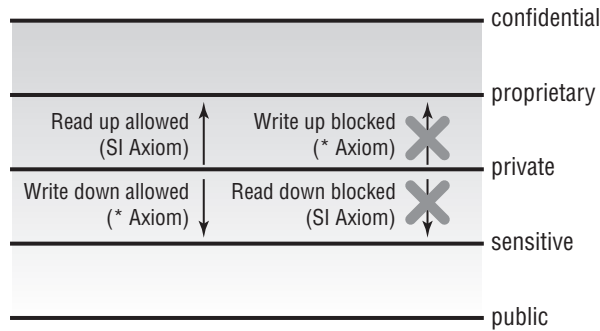 confidential
proprietary
Read up allowed
(SI Axiom)
Write up blocked
(* Axiom)
private
Write down allowed
(* Axiom)
Read down blocked
(SI Axiom)
sensitive
public